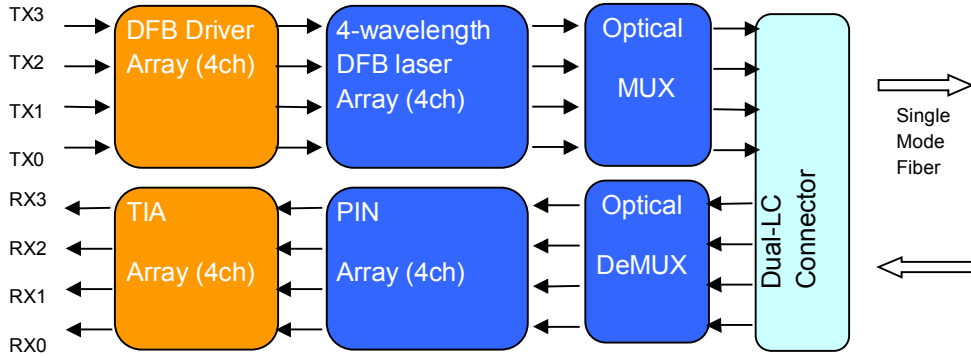 TX3
TX2
TX1
TX0
DFB Driver
Array (4ch)
4-wavelength
DFB laser
Array (4ch)
Optical
MUX
Dual-LC
Connector
Single
Mode
Fiber
RX3
RX2
RX1
RX0
TIA
Array (4ch)
PIN
Array (4ch)
Optical
DeMUX